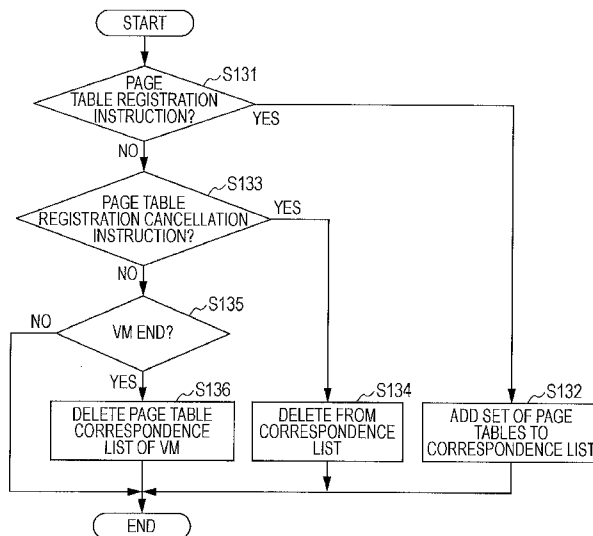 START
S131
PAGE
TABLE REGISTRATION
INSTRUCTION?
YES
NO
S133
PAGE TABLE
REGISTRATION CANCELLATION
INSTRUCTION?
YES
NO
S135
NO
VM END?
YES
S136
DELETE PAGE TABLE
CORRESPONDENCE
LIST OF VM
S134
DELETE FROM
CORRESPONDENCE
LIST
S132
ADD SET OF PAGE
TABLES TO
CORRESPONDENCE LIST
END